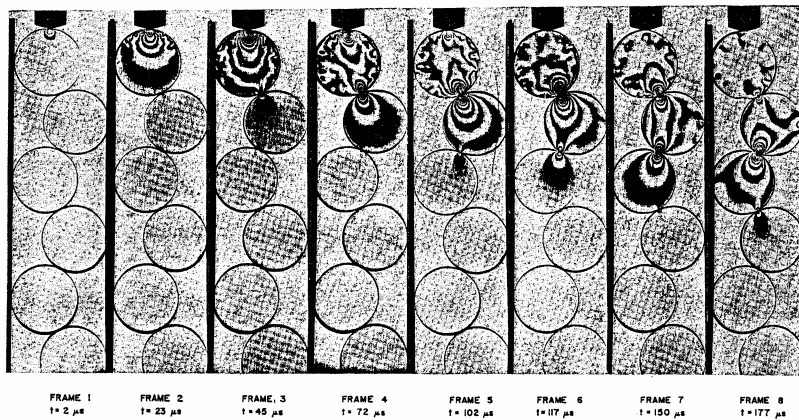 FRAME 1 FRAME 2 FRAME, 3 FRAME 4 FRAME 5 FRAME 6 FRAME 7 FRAME 8
t= 2 μs t= 23 μs t= 45 μs t= 72 μs t= 102 μs t= 117 μs t= 150 μs t= 177 μs